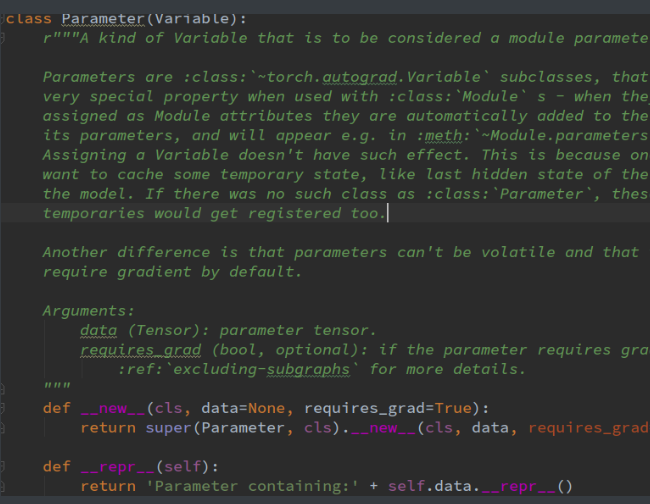 class Parameter(Variable):
r"""A kind of Variable that is to be considered a module paramete
Parameters are :class:`~torch.autograd.Variable` subclasses, that
very special property when used with :class:`Module` s - when the
assigned as Module attributes they are automatically added to the
its parameters, and will appear e.g. in :meth:`~Module.parameters
Assigning a Variable doesn't have such effect. This is because on
want to cache some temporary state, like last hidden state of the
the model. If there was no such class as :class:`Parameter`, thes
temporaries would get registered too.
Another difference is that parameters can't be volatile and that
require gradient by default.
Arguments:
data (Tensor): parameter tensor.
requires_grad (bool, optional): if the parameter requires gra
:ref:`excluding-subgraphs` for more details.
"""
def __new__(cls, data=None, requires_grad=True):
return super(Parameter, cls).__new__(cls, data, requires_grad
def __repr__(self):
return 'Parameter containing:' + self.data.__repr__()